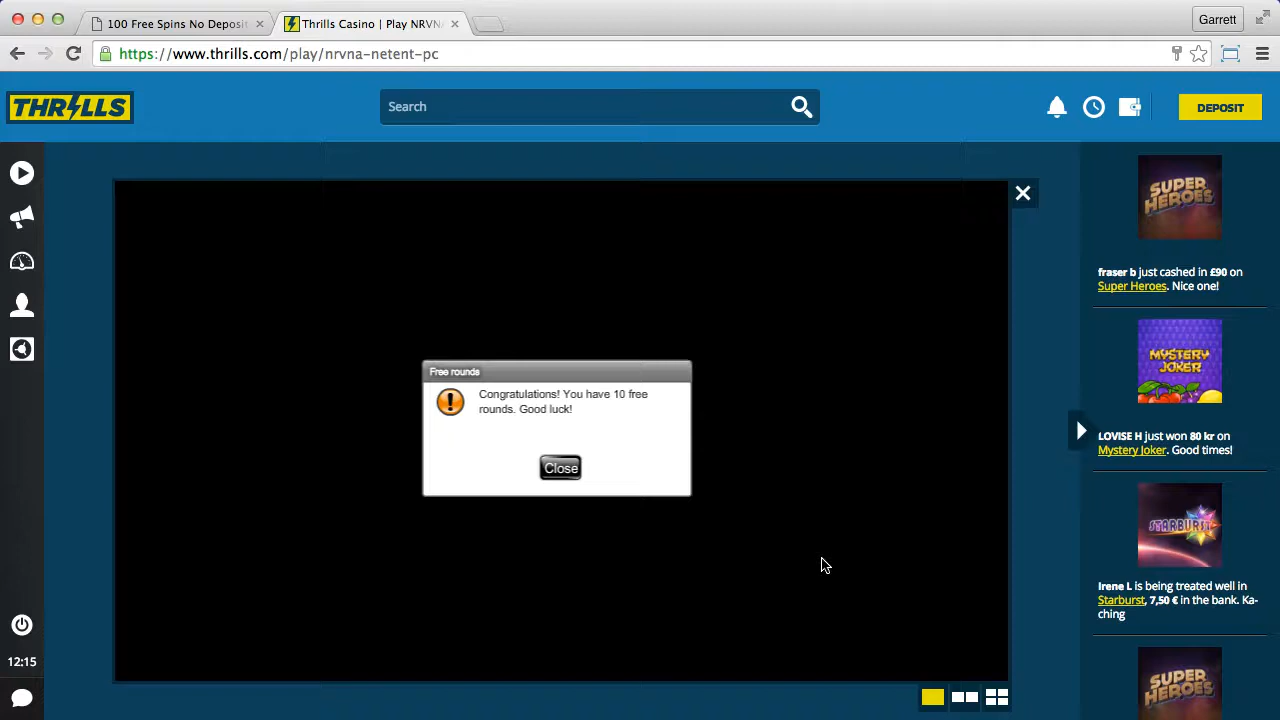 100 Free Spins No Deposit
Thrills Casino | Play NRVN
Garrett
https://www.thrills.com/play/nrvna-netent-pc
THRILLS
Search
DEPOSIT
SUPER
HEROES
fraser b just cashed in £90 on
Super Heroes. Nice one!
MYSTERY
JOKER
LOVISE H just won 80 kr on
Mystery Joker. Good times!
STARBURST
Irene L is being treated well in
Starburst, 7,50 € in the bank. Ka-
ching
SUPER
HEROES
Free rounds
Congratulations! You have 10 free
rounds. Good luck!
Close
12:15